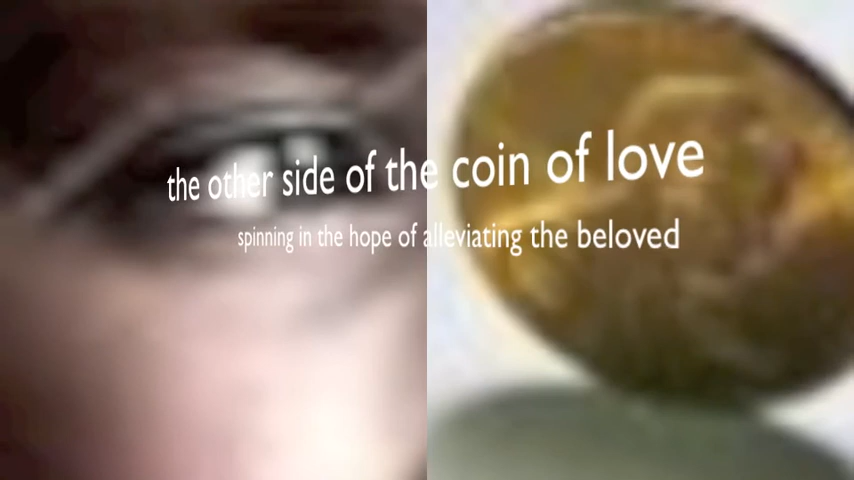 the other side of the coin of love
spinning in the hope of alleviating the beloved